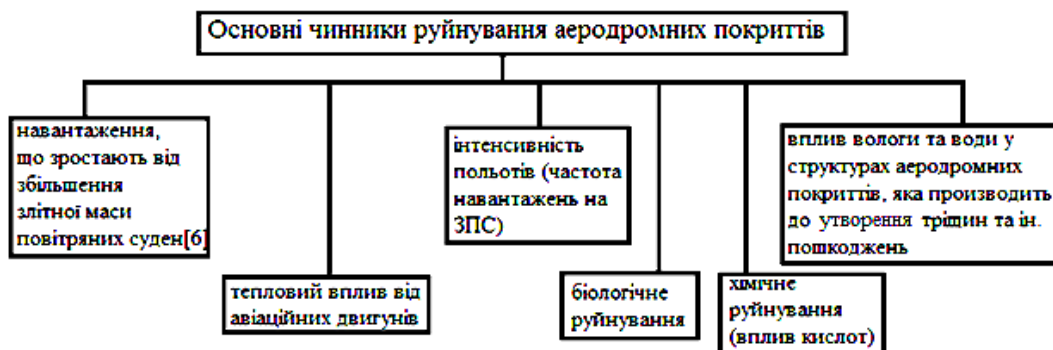 Основні чинники руйнування аеродромних покриттів
навантаження,
що зростають від
збільшення
злітної маси
повітряних суден[6]
тепловий вплив від
авіаційних двигунів
інтенсивність
польотів (частота
навантажень на
ЗПС)
біологічне
руйнування
хімічне
руйнування
(вплив кислот)
вплив вологи та води у
структурах аеродромних
покриттів, яка производить
до утворення тріщин та ін.
пошкоджень